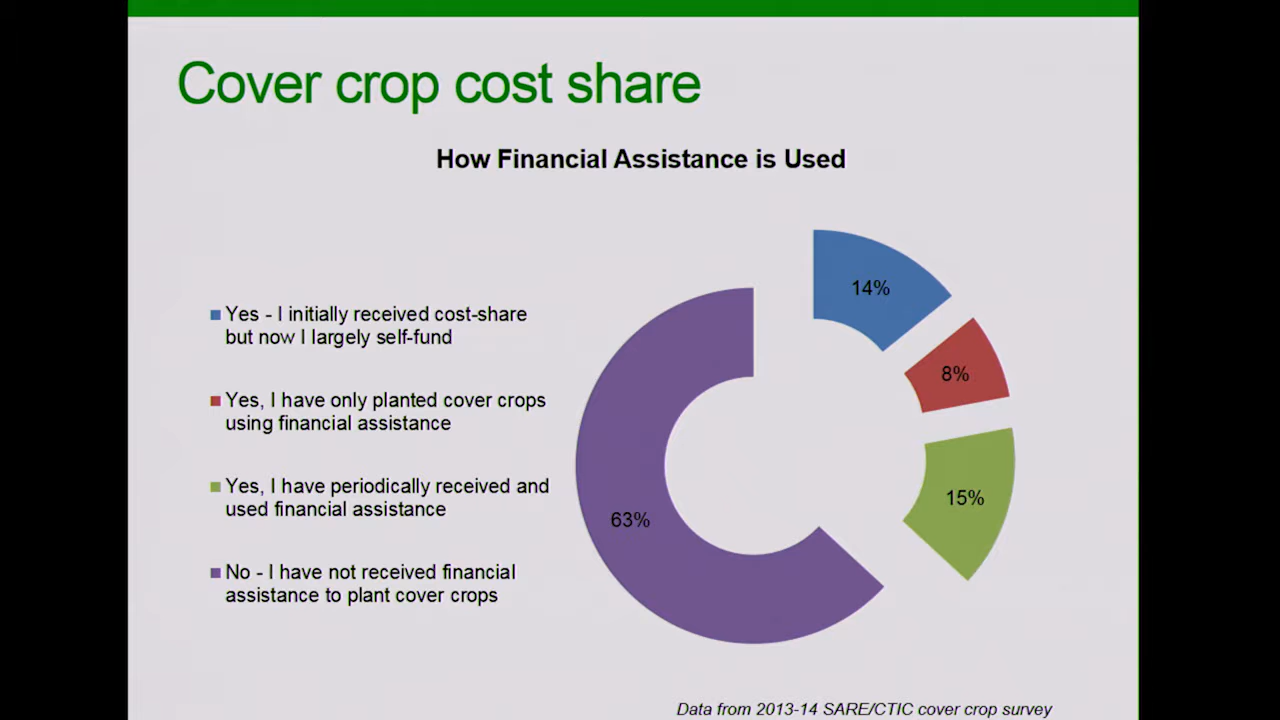 Cover crop cost share
How Financial Assistance is Used
Yes - I initially received cost-share
but now I largely self-fund
Yes, I have only planted cover crops
using financial assistance
Yes, I have periodically received and
used financial assistance
No - I have not received financial
assistance to plant cover crops
14%
8%
15%
63%
Data from 2013-14 SARE/CTIC cover crop survey